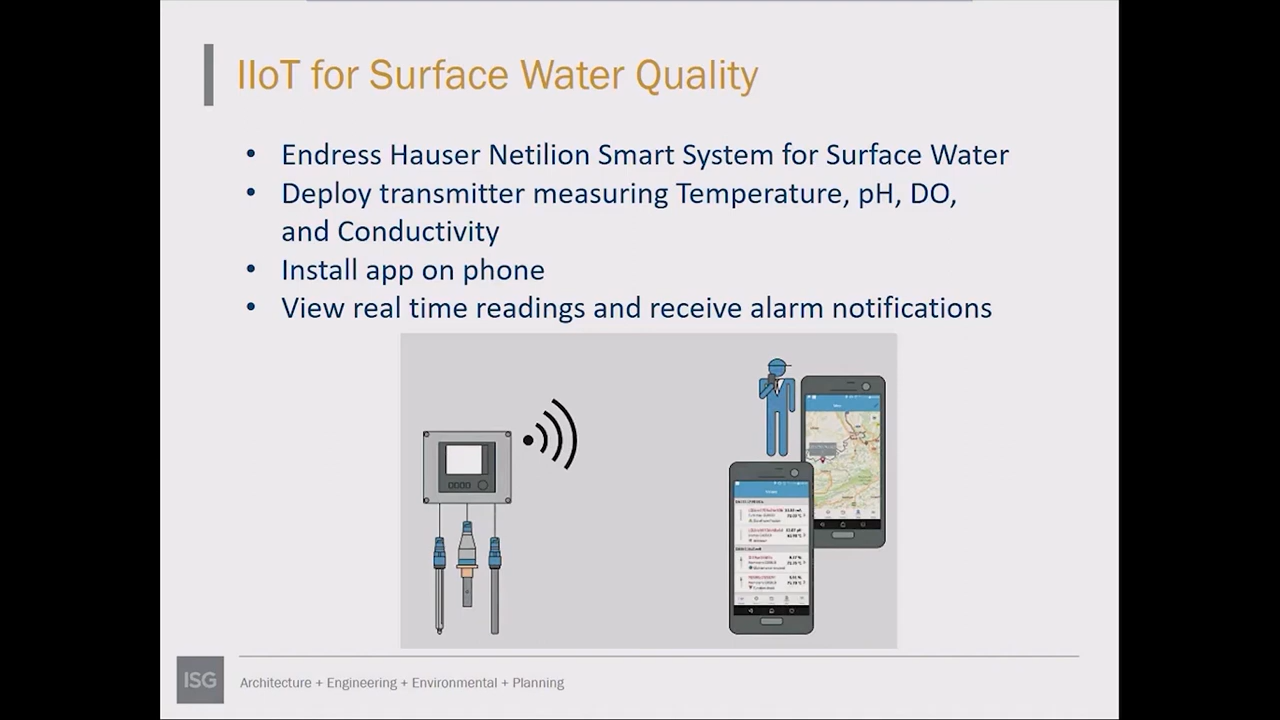 IIoT for Surface Water Quality
• Endress Hauser Netilion Smart System for Surface Water
• Deploy transmitter measuring Temperature, pH, DO,
and Conductivity
• Install app on phone
• View real time readings and receive alarm notifications
ISG
Architecture + Engineering + Environmental + Planning